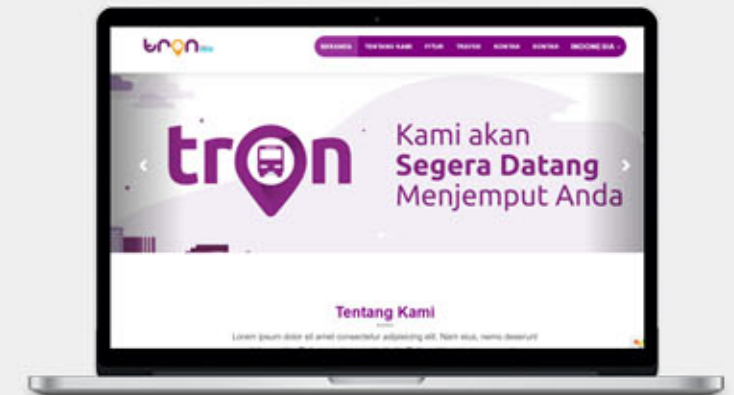 tron
BERANDA TENTANG KAMI FITUR TRAYEK KONTAK KONTAK INDONESIA
tron
Kami akan
Segera Datang
Menjemput Anda
Tentang Kami
Lorem ipsum dolor sit amet consectetur adipisicing elit. Nam eius, nemo deserunt